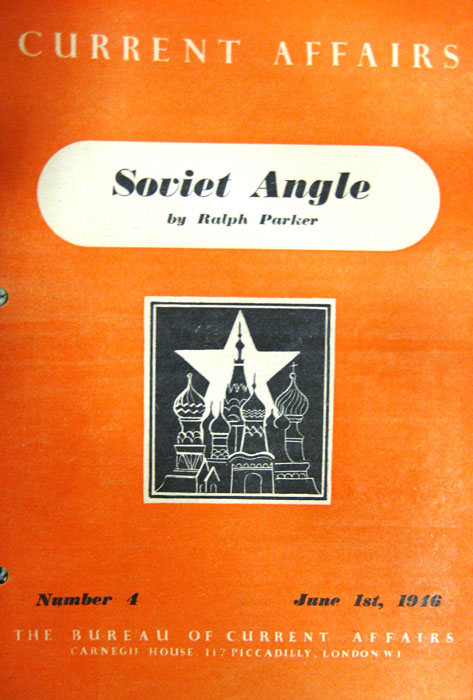 CURRENT AFFAIRS
Soviet Angle
by Ralph Parker
Number 4
June 1st, 1946
THE BUREAU OF CURRENT AFFAIRS
CARNEGIE HOUSE 117 PICCADILLY, LONDON W1